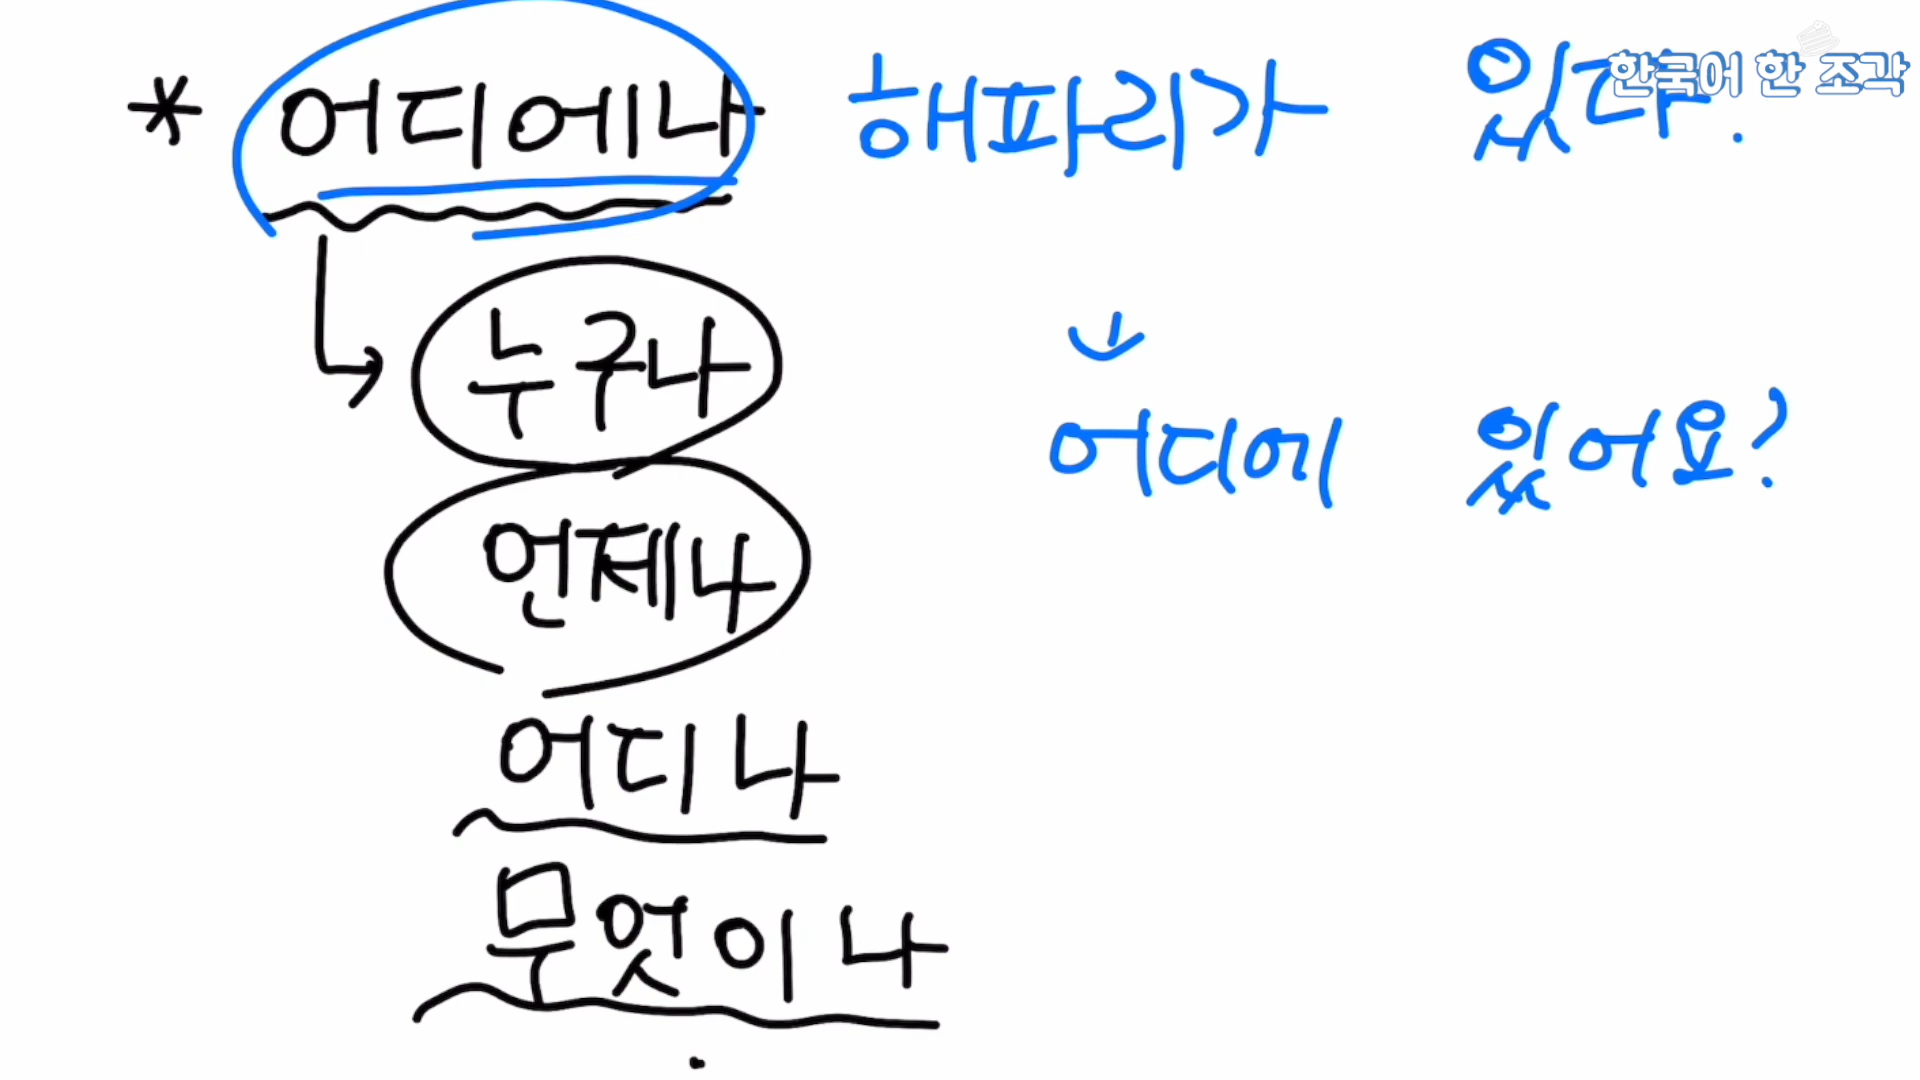 * 어디에나 해파리가 있다.
한국어 한 조각
누구나
어디에 있어요?
언제나
어디나
무엇이나